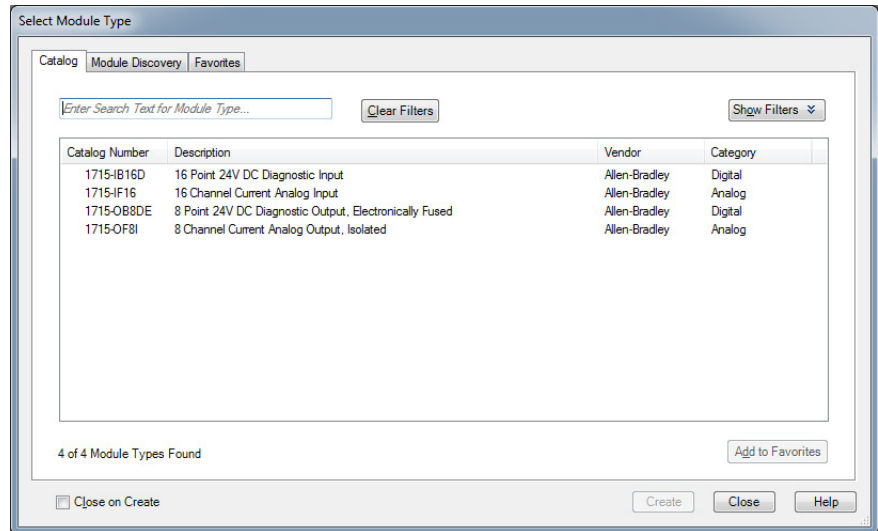 Select Module Type
Catalog Module Discovery Favorites
Enter Search Text for Module Type... Clear Filters Show Filters
Catalog Number Description Vendor Category
1715-IB16D 16 Point 24V DC Diagnostic Input Allen-Bradley Digital
1715-IF16 16 Channel Current Analog Input Allen-Bradley Analog
1715-OB8DE 8 Point 24V DC Diagnostic Output, Electronically Fused Allen-Bradley Digital
1715-OF8I 8 Channel Current Analog Output, Isolated Allen-Bradley Analog
4 of 4 Module Types Found Add to Favorites
Close on Create Create Close Help